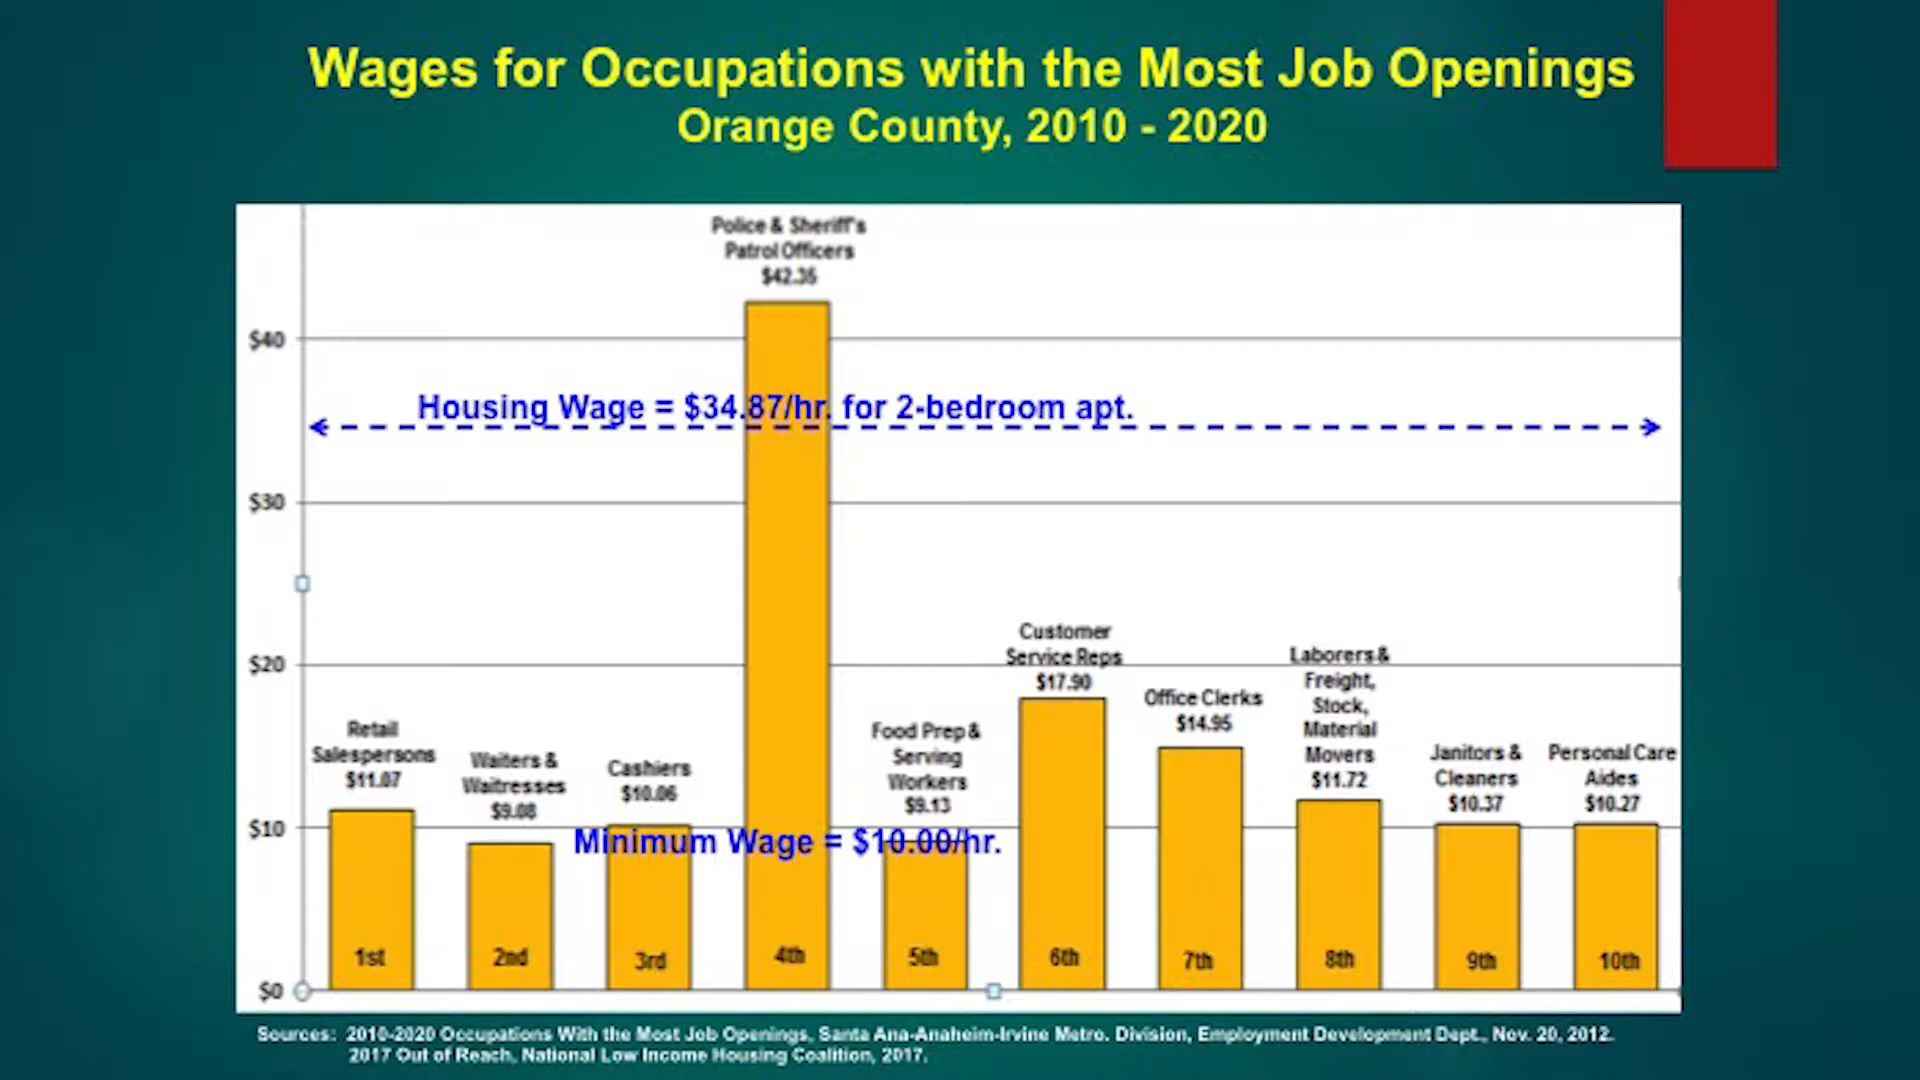 Wages for Occupations with the Most Job Openings
Orange County, 2010 - 2020
Police & Sheriff's
Patrol Officers
$42.35
$40
Housing Wage = $34.87/hr. for 2-bedroom apt.
$30
$20
$10
$0
Retail
Salespersons
$11.07
Waiters &
Waitresses
$9.08
Cashiers
$10.06
Food Prep &
Serving
Workers
$9.13
Customer
Service Reps
$17.90
Office Clerks
$14.95
Laborers &
Freight,
Stock,
Material
Movers
$11.72
Janitors &
Cleaners
$10.37
Personal Care
Aides
$10.27
Minimum Wage = $10.00/hr.
1st
2nd
3rd
4th
5th
6th
7th
8th
9th
10th
Sources: 2010-2020 Occupations With the Most Job Openings, Santa Ana-Anaheim-Irvine Metro. Division, Employment Development Dept., Nov. 20, 2012.
2017 Out of Reach, National Low Income Housing Coalition, 2017.